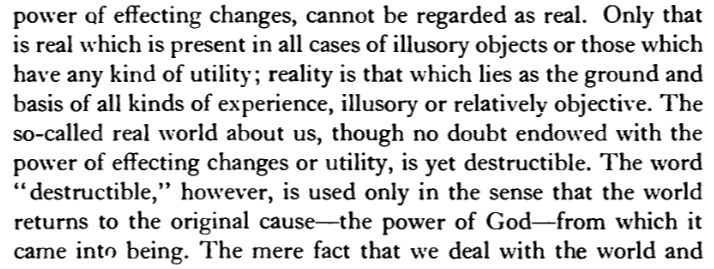 power of effecting changes, cannot be regarded as real. Only that
is real which is present in all cases of illusory objects or those which
have any kind of utility; reality is that which lies as the ground and
basis of all kinds of experience, illusory or relatively objective. The
so-called real world about us, though no doubt endowed with the
power of effecting changes or utility, is yet destructible. The word
“destructible,” however, is used only in the sense that the world
returns to the original cause—the power of God—from which it
came into being. The mere fact that we deal with the world and